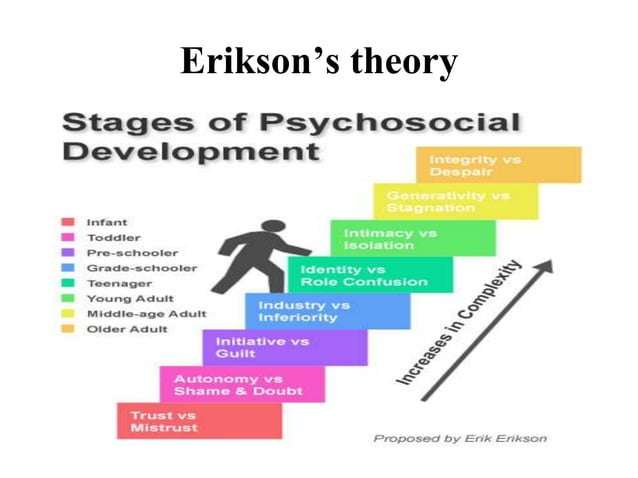 Erikson’s theory
Stages of Psychosocial
Development
Infant
Toddler
Pre-schooler
Grade-schooler
Teenager
Young Adult
Middle-age Adult
Older Adult
Integrity vs
Despair
Generativity vs
Stagnation
Intimacy vs
Isolation
Identity vs
Role Confusion
Industry vs
Inferiority
Initiative vs
Guilt
Autonomy vs
Shame & Doubt
Trust vs
Mistrust
Increases in Complexity
Proposed by Erik Erikson